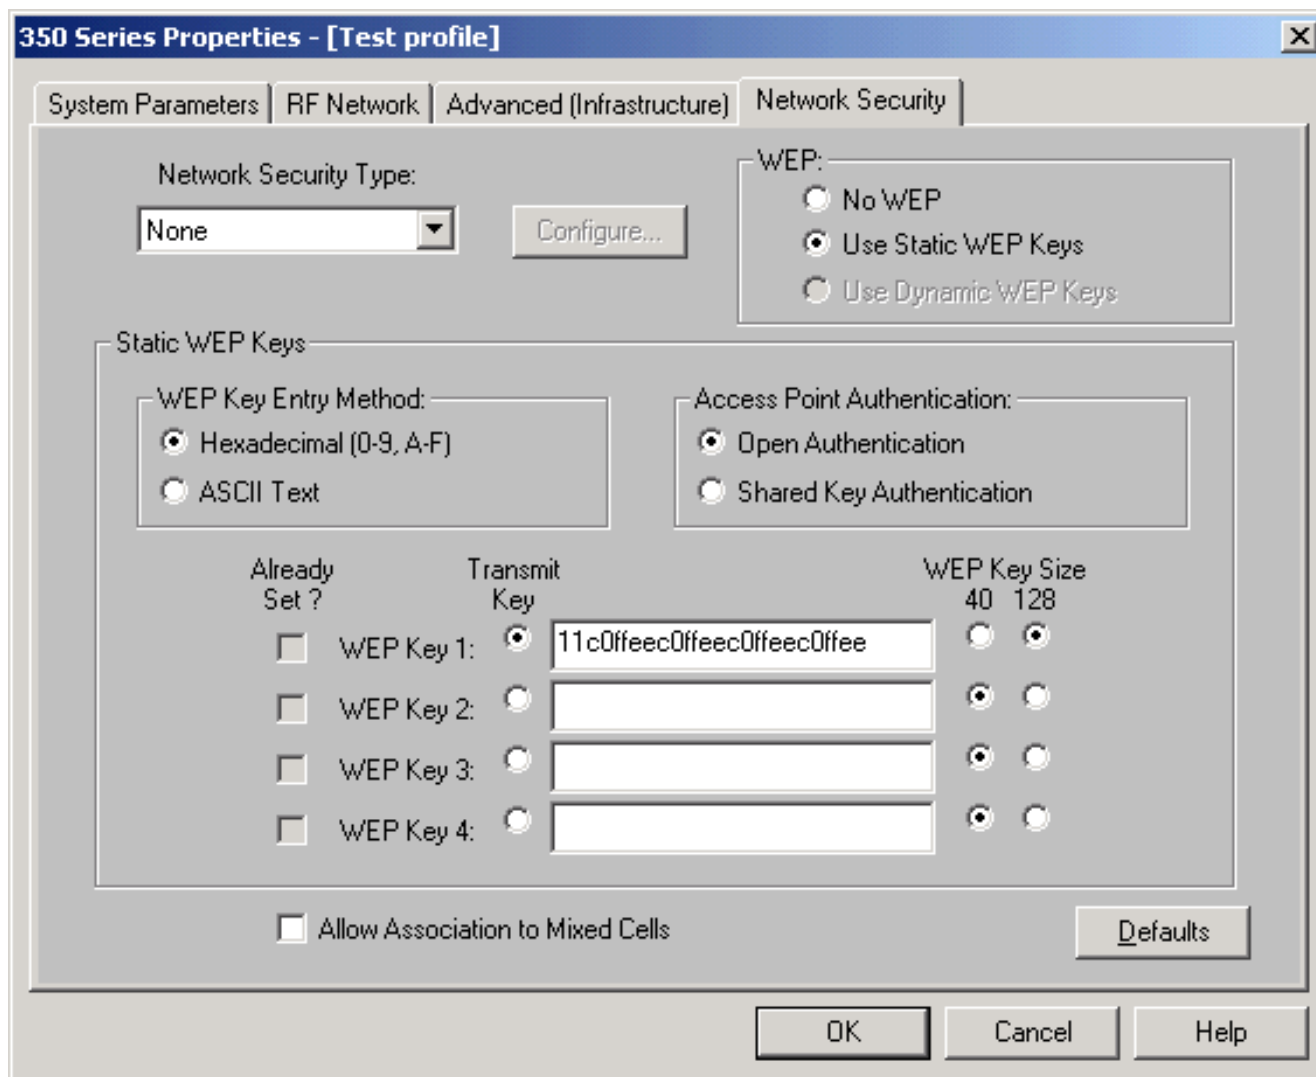 350 Series Properties - [Test profile]
System Parameters RF Network Advanced (Infrastructure) Network Security
Network Security Type:
None
Configure...
WEP:
No WEP
Use Static WEP Keys
Use Dynamic WEP Keys
Static WEP Keys
WEP Key Entry Method:
Hexadecimal (0-9, A-F)
ASCII Text
Access Point Authentication:
Open Authentication
Shared Key Authentication
Already
Set ?
Transmit
Key
WEP Key Size
40 128
WEP Key 1: 11c0ffeec0ffeec0ffeec0ffee
WEP Key 2:
WEP Key 3:
WEP Key 4:
Allow Association to Mixed Cells
Defaults
OK Cancel Help